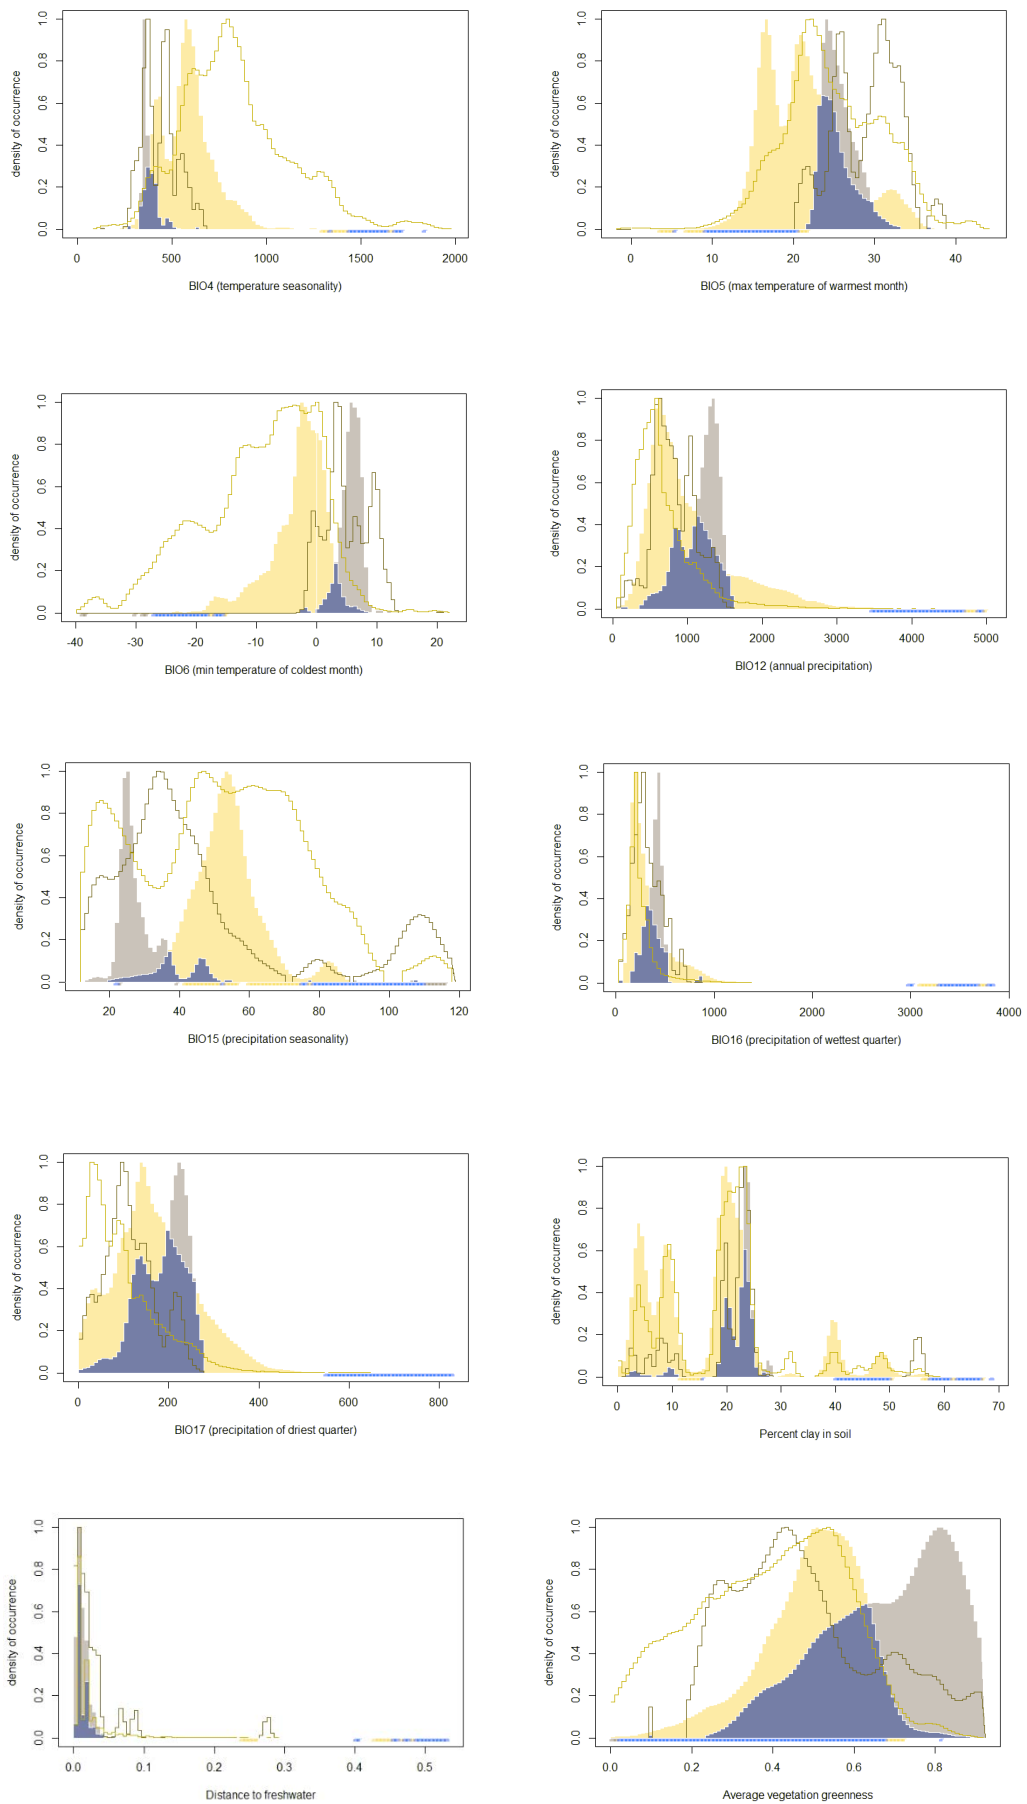 density of occurrence
0.0 0.2 0.4 0.6 0.8 1.0
0 500 1000 1500 2000
BIO4 (temperature seasonality)
density of occurrence
0.0 0.2 0.4 0.6 0.8 1.0
0 10 20 30 40
BIO5 (max temperature of warmest month)
density of occurrence
0.0 0.2 0.4 0.6 0.8 1.0
-40 -30 -20 -10 0 10 20
BIO6 (min temperature of coldest month)
density of occurrence
0.0 0.2 0.4 0.6 0.8 1.0
0 1000 2000 3000 4000 5000
BIO12 (annual precipitation)
density of occurrence
0.0 0.2 0.4 0.6 0.8 1.0
20 40 60 80 100 120
BIO15 (precipitation seasonality)
density of occurrence
0.0 0.2 0.4 0.6 0.8 1.0
0 1000 2000 3000 4000
BIO16 (precipitation of wettest quarter)
density of occurrence
0.0 0.2 0.4 0.6 0.8 1.0
0 200 400 600 800
BIO17 (precipitation of driest quarter)
density of occurrence
0.0 0.2 0.4 0.6 0.8 1.0
0 10 20 30 40 50 60 70
Percent clay in soil
density of occurrence
0.0 0.2 0.4 0.6 0.8 1.0
0.0 0.1 0.2 0.3 0.4 0.5
Distance to freshwater
density of occurrence
0.0 0.2 0.4 0.6 0.8 1.0
0.0 0.2 0.4 0.6 0.8
Average vegetation greenness